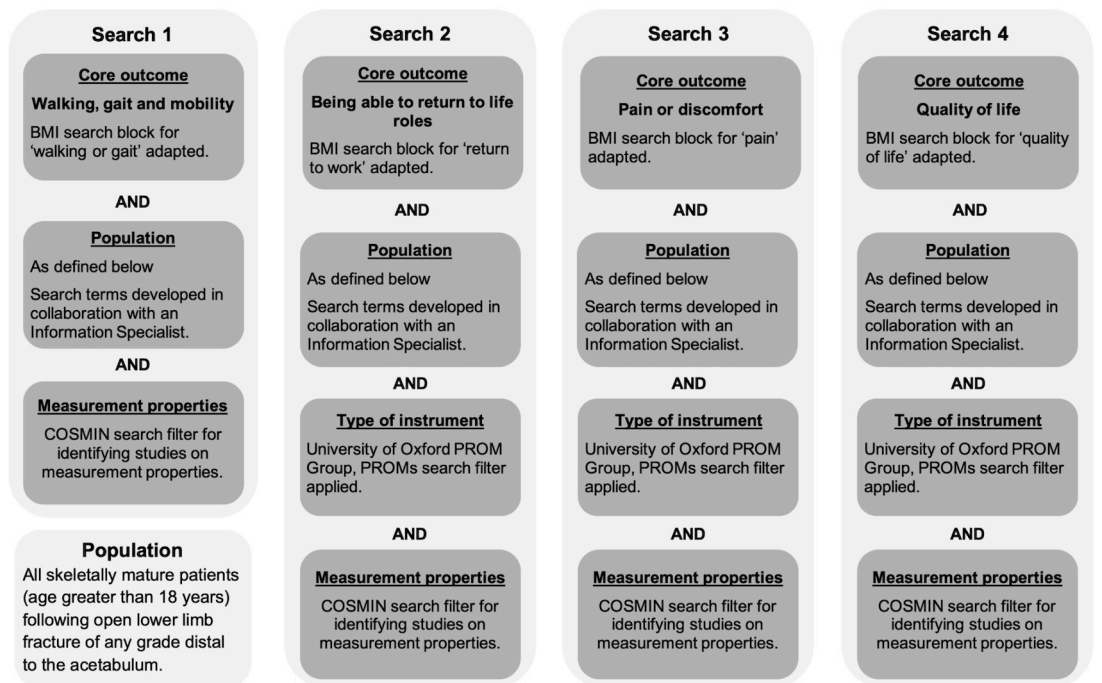 Search 1
Core outcome
Walking, gait and mobility
BMI search block for
‘walking or gait’ adapted.
AND
Population
As defined below
Search terms developed in
collaboration with an
Information Specialist.
AND
Measurement properties
COSMIN search filter for
identifying studies on
measurement properties.
Population
All skeletally mature patients
(age greater than 18 years)
following open lower limb
fracture of any grade distal
to the acetabulum.
Search 2
Core outcome
Being able to return to life
roles
BMI search block for ‘return
to work’ adapted.
AND
Population
As defined below
Search terms developed in
collaboration with an
Information Specialist.
AND
Type of instrument
University of Oxford PROM
Group, PROMs search filter
applied.
AND
Measurement properties
COSMIN search filter for
identifying studies on
measurement properties.
Search 3
Core outcome
Pain or discomfort
BMI search block for ‘pain’
adapted.
AND
Population
As defined below
Search terms developed in
collaboration with an
Information Specialist.
AND
Type of instrument
University of Oxford PROM
Group, PROMs search filter
applied.
AND
Measurement properties
COSMIN search filter for
identifying studies on
measurement properties.
Search 4
Core outcome
Quality of life
BMI search block for ‘quality
of life’ adapted.
AND
Population
As defined below
Search terms developed in
collaboration with an
Information Specialist.
AND
Type of instrument
University of Oxford PROM
Group, PROMs search filter
applied.
AND
Measurement properties
COSMIN search filter for
identifying studies on
measurement properties.